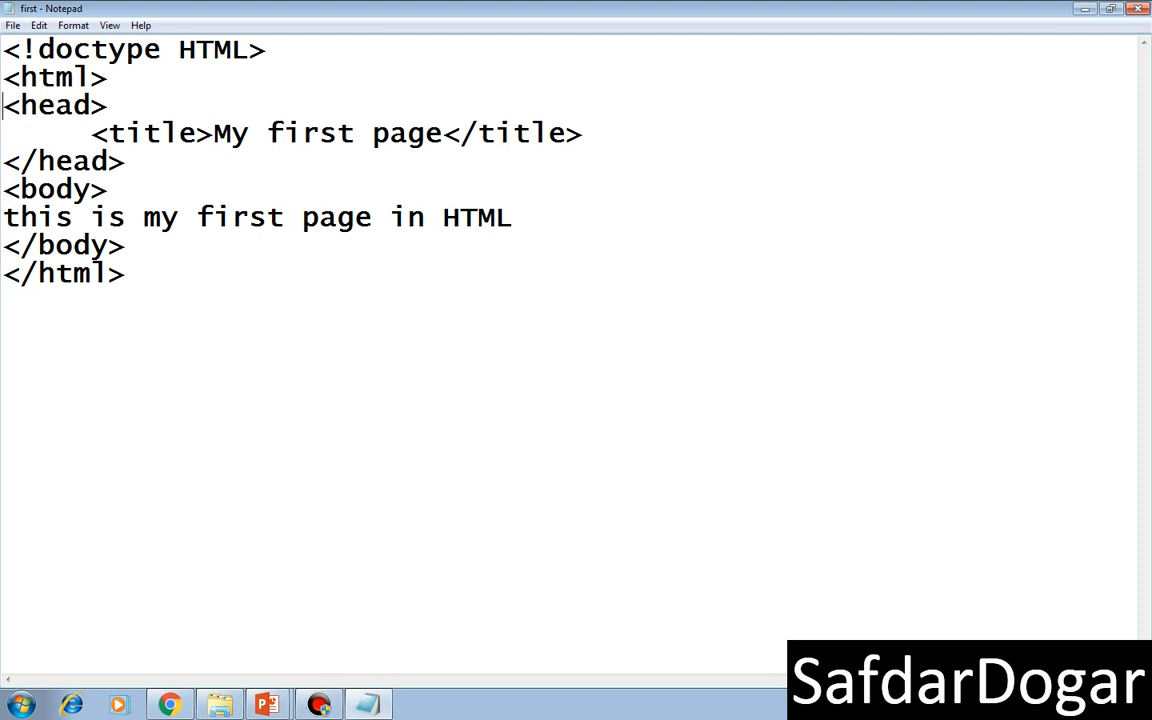 first - Notepad
File Edit Format View Help
<!doctype HTML>
<html>
<head>
<title>My first page</title>
</head>
<body>
this is my first page in HTML
</body>
</html>
SafdarDogar